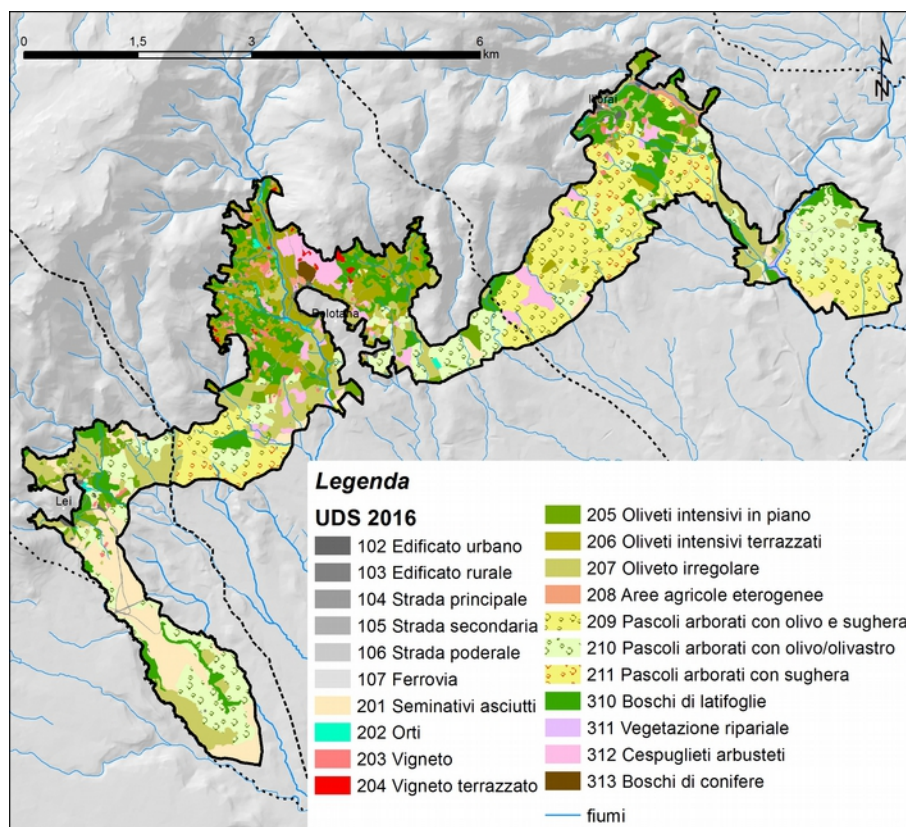 0 1,5 3 6
km
N
Illorai
Bolotana
Lei
Legenda
UDS 2016
102 Edificato urbano
103 Edificato rurale
104 Strada principale
105 Strada secondaria
106 Strada poderale
107 Ferrovia
201 Seminativi asciutti
202 Orti
203 Vigneto
204 Vigneto terrazzato
205 Oliveti intensivi in piano
206 Oliveti intensivi terrazzati
207 Oliveto irregolare
208 Aree agricole eterogenee
209 Pascoli arborati con olivo e sughera
210 Pascoli arborati con olivo/olivastro
211 Pascoli arborati con sughera
310 Boschi di latifoglie
311 Vegetazione ripariale
312 Cespuglieti arbusteti
313 Boschi di conifere
fiumi